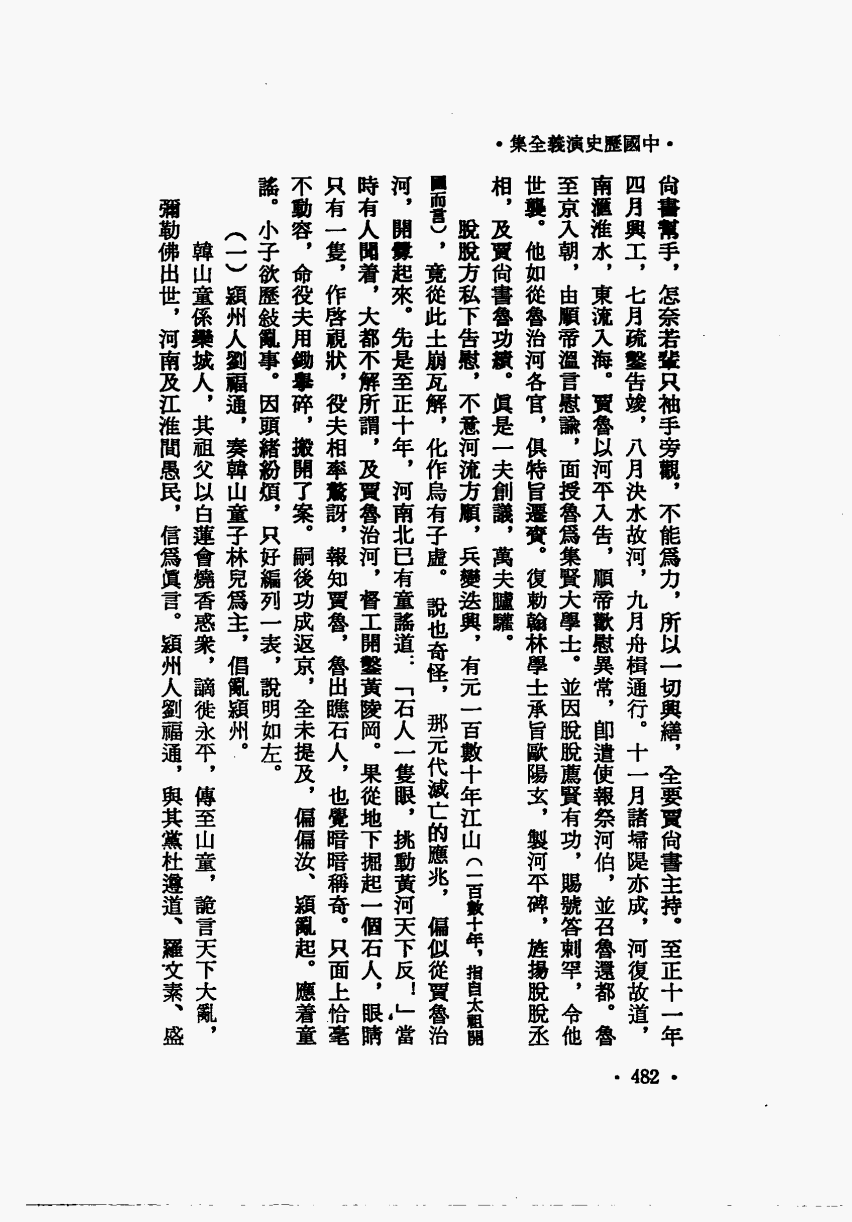 ·中國歷史演義全集·
尙書幫手，怎奈若輩只袖手旁觀，不能爲力，所以一切興繕，全要賈尙書主持。至正十一年
四月興工，七月疏鑿告竣，八月決水故河，九月舟楫通行。十一月諸埽隄亦成，河復故道，
南滙淮水，東流入海。賈魯以河平入告，順帝歡慰異常，卽遣使報祭河伯，並召魯還都。魯
至京入朝，由順帝溫言慰諭，面授魯爲集賢大學士。並因脫脫薦賢有功，賜號答剌罕，令他
世襲。他如從魯治河各官，俱特旨遷賚。復勅翰林學士承旨歐陽玄，製河平碑，旌揚脫脫丞
相，及賈尙書魯功績。眞是一夫創議，萬夫臚驩。
脫脫方私下告慰，不意河流方順，兵變迭興，有元一百數十年江山（一百數十年，指自太祖開
國而言），竟從此土崩瓦解，化作烏有子虛。說也奇怪，那元代滅亡的應兆，偏似從賈魯治
河，開釁起來。先是至正十年，河南北已有童謠道：「石人一隻眼，挑動黃河天下反！」當
時有人聞着，大都不解所謂，及賈魯治河，督工開鑿黃陵岡。果從地下掘起一個石人，眼睛
只有一隻，作啓視狀，役夫相率驚訝，報知賈魯，魯出瞧石人，也覺暗暗稱奇。只面上恰毫
不動容，命役夫用鋤擧碎，搬開了案。嗣後功成返京，全未提及，偏偏汝、潁亂起。應着童
謠。小子欲歷敍亂事。因頭緒紛煩，只好編列一表，說明如左。
（一）潁州人劉福通，奏韓山童子林兒爲主，倡亂潁州。
韓山童係欒城人，其祖父以白蓮會燒香惑衆，謫徙永平，傳至山童，詭言天下大亂，
彌勒佛出世，河南及江淮間愚民，信爲眞言。潁州人劉福通，與其黨杜遵道、羅文素、盛
·482·